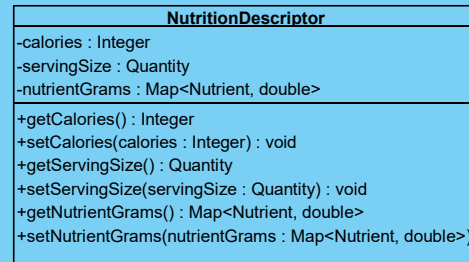 NutritionDescriptor
-calories : Integer
-servingSize : Quantity
-nutrientGrams : Map<Nutrient, double>
+getCalories() : Integer
+setCalories(calories : Integer) : void
+getServingSize() : Quantity
+setServingSize(servingSize : Quantity) : void
+getNutrientGrams() : Map<Nutrient, double>
+setNutrientGrams(nutrientGrams : Map<Nutrient, double>)